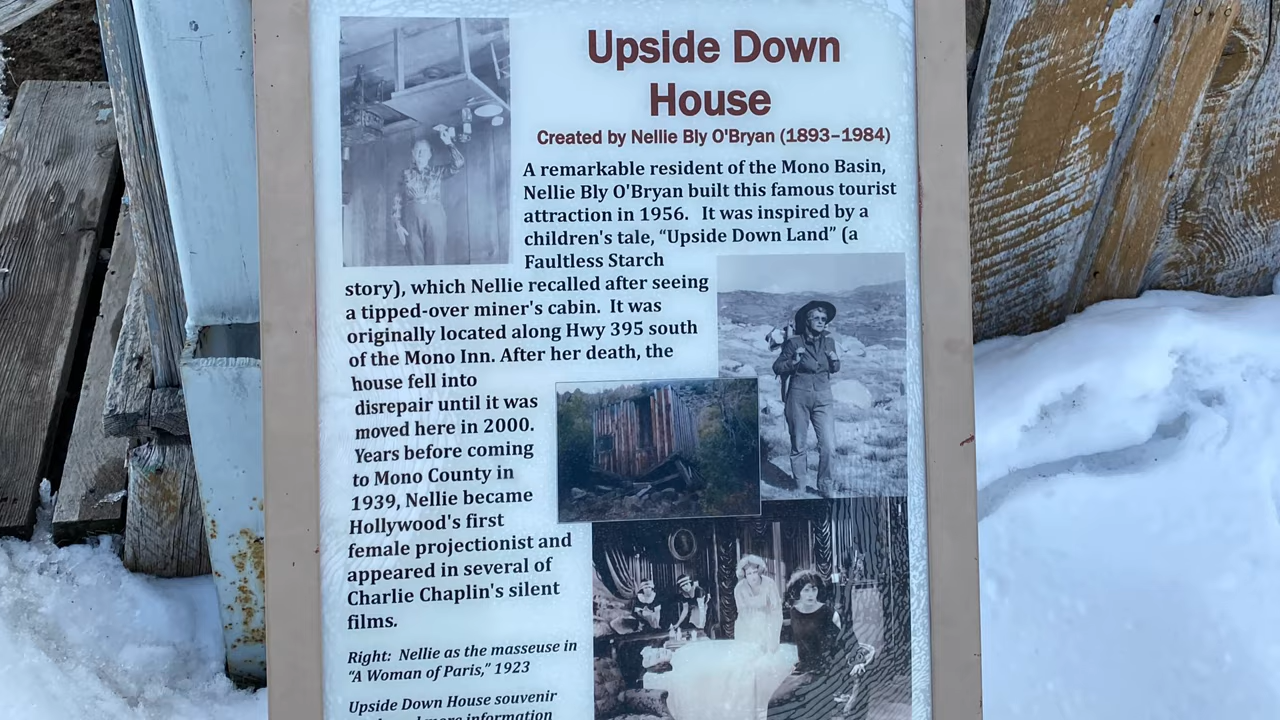 Upside Down
House
Created by Nellie Bly O'Bryan (1893–1984)
A remarkable resident of the Mono Basin,
Nellie Bly O'Bryan built this famous tourist
attraction in 1956. It was inspired by a
children's tale, “Upside Down Land” (a
Faultless Starch
story), which Nellie recalled after seeing
a tipped-over miner's cabin. It was
originally located along Hwy 395 south
of the Mono Inn. After her death, the
house fell into
disrepair until it was
moved here in 2000.
Years before coming
to Mono County in
1939, Nellie became
Hollywood's first
female projectionist and
appeared in several of
Charlie Chaplin's silent
films.
Right: Nellie as the masseuse in
“A Woman of Paris,” 1923
Upside Down House souvenir
more information